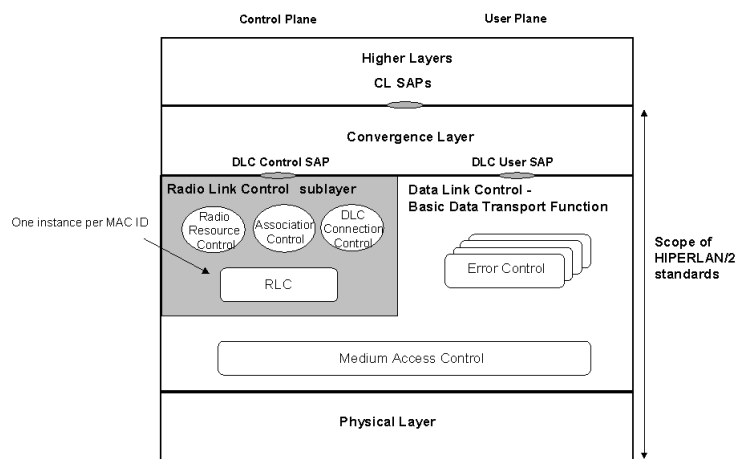 Control Plane
User Plane
Higher Layers
CL SAPs
Convergence Layer
DLC Control SAP
DLC User SAP
Radio Link Control sublayer
Data Link Control -
Basic Data Transport Function
Radio
Resource
Control
Association
Control
DLC
Connection
Control
One instance per MAC ID
RLC
Error Control
Scope of
HIPERLAN/2
standards
Medium Access Control
Physical Layer